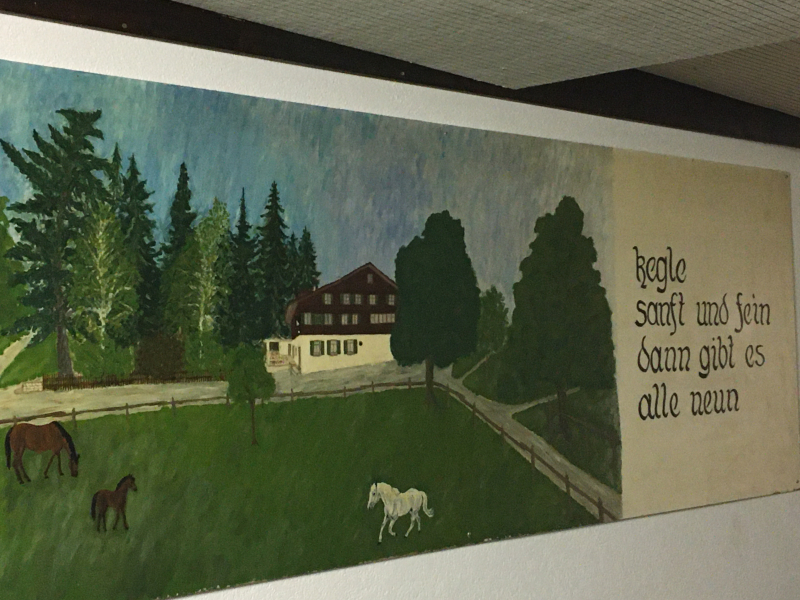 kegle
sanft und fein
dann gibt es
alle neun